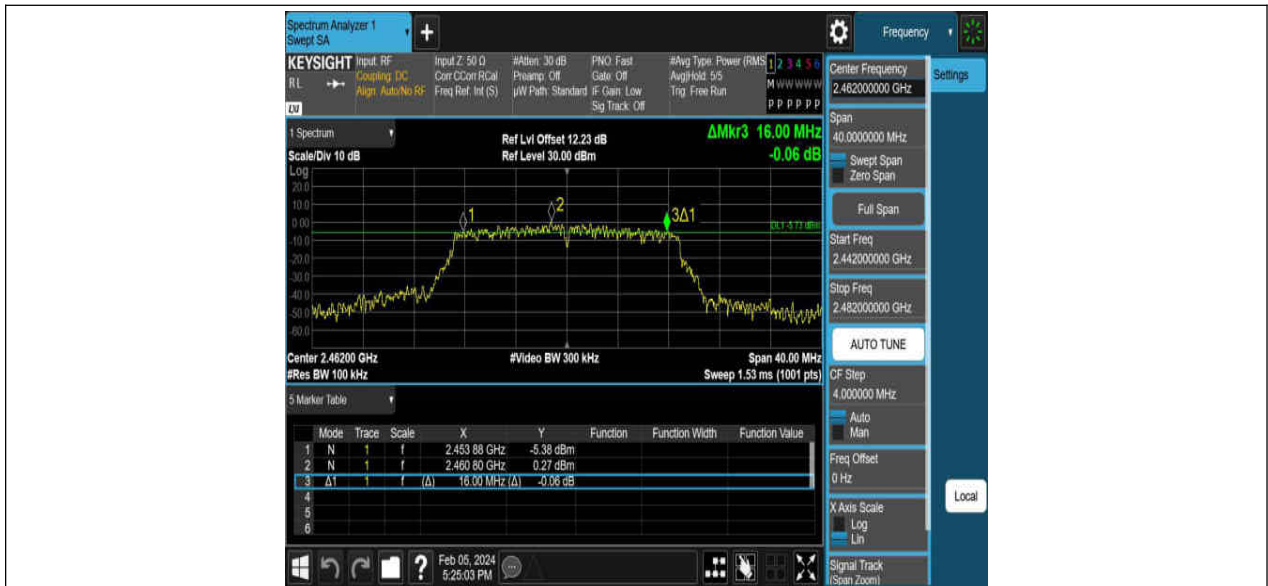 Spectrum Analyzer 1
Swept SA
+
Frequency
KEYSIGHT
RL
LXI
Input: RF
Coupling: DC
Align: Auto/No RF
Input Z: 50 Ω
Corr CCorr RCal
Freq Ref: Int (S)
#Atten: 30 dB
Preamp: Off
µW Path: Standard
PNO: Fast
Gate: Off
IF Gain: Low
Sig Track: Off
#Avg Type: Power (RMS
Avg|Hold: 5/5
Trig: Free Run
1 2 3 4 5 6
M W W W W W
P P P P P P
Center Frequency
2.462000000 GHz
Settings
Span
40.0000000 MHz
Swept Span
Zero Span
Full Span
Start Freq
2.442000000 GHz
Stop Freq
2.482000000 GHz
AUTO TUNE
CF Step
4.000000 MHz
Auto
Man
Freq Offset
0 Hz
X Axis Scale
Log
Lin
Signal Track
(Span Zoom)
Local
1 Spectrum
Scale/Div 10 dB
Ref Lvl Offset 12.23 dB
Ref Level 30.00 dBm
ΔMkr3 16.00 MHz
-0.06 dB
Log
20.0
10.0
0.00
-10.0
-20.0
-30.0
-40.0
-50.0
-60.0
1
2
3Δ1
DL1 -5.73 dBm
Center 2.46200 GHz
#Video BW 300 kHz
Span 40.00 MHz
#Res BW 100 kHz
Sweep 1.53 ms (1001 pts)
5 Marker Table
Mode Trace Scale X Y Function Function Width Function Value
1 N 1 f 2.453 88 GHz -5.38 dBm
2 N 1 f 2.460 80 GHz 0.27 dBm
3 Δ1 1 f (Δ) 16.00 MHz (Δ) -0.06 dB
4
5
6
?
Feb 05, 2024
5:25:03 PM